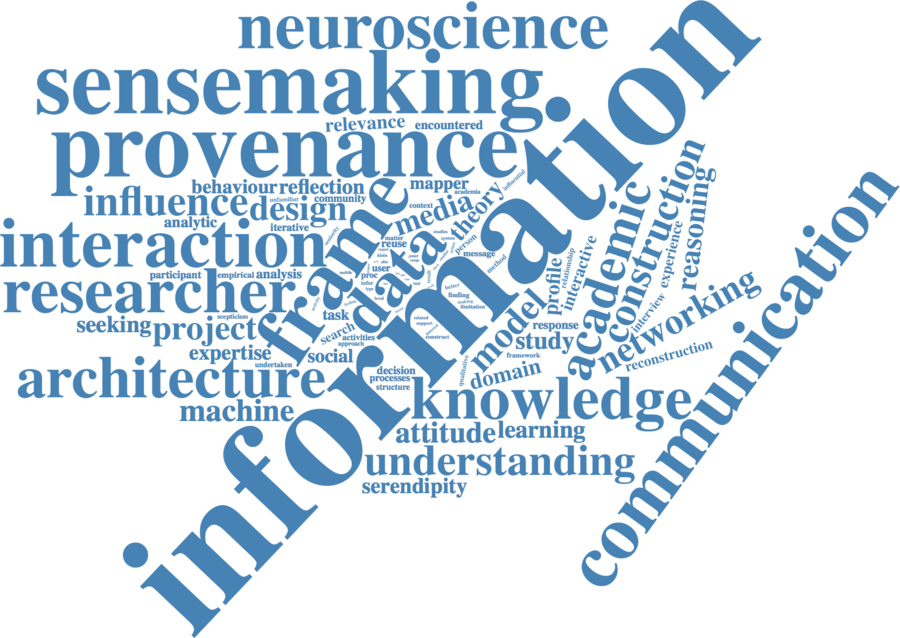 neuroscience
sensemaking
relevance
encountered
provenance
information
behaviour
reflection
unfamiliar
community
mapper
academia
influential
influence
design
analytic
iterative
context
media
theory
frame
data
interaction
matter
reuse
studies
system
person
message
method
participant
empirical
analysis
user
proc
infer
type
researcher
task
search
activities
approach
seeking
project
scepticism
expertise
undertaken
social
architecture
machine
decision
processes
structure
related
support
construct
better
finding
making
limitation
model
profile
relationship
interactive
response
study
framework
qualitative
domain
academic
construction
experience
reasoning
interview
networking
reconstruction
knowledge
attitude
learning
understanding
serendipity
communication